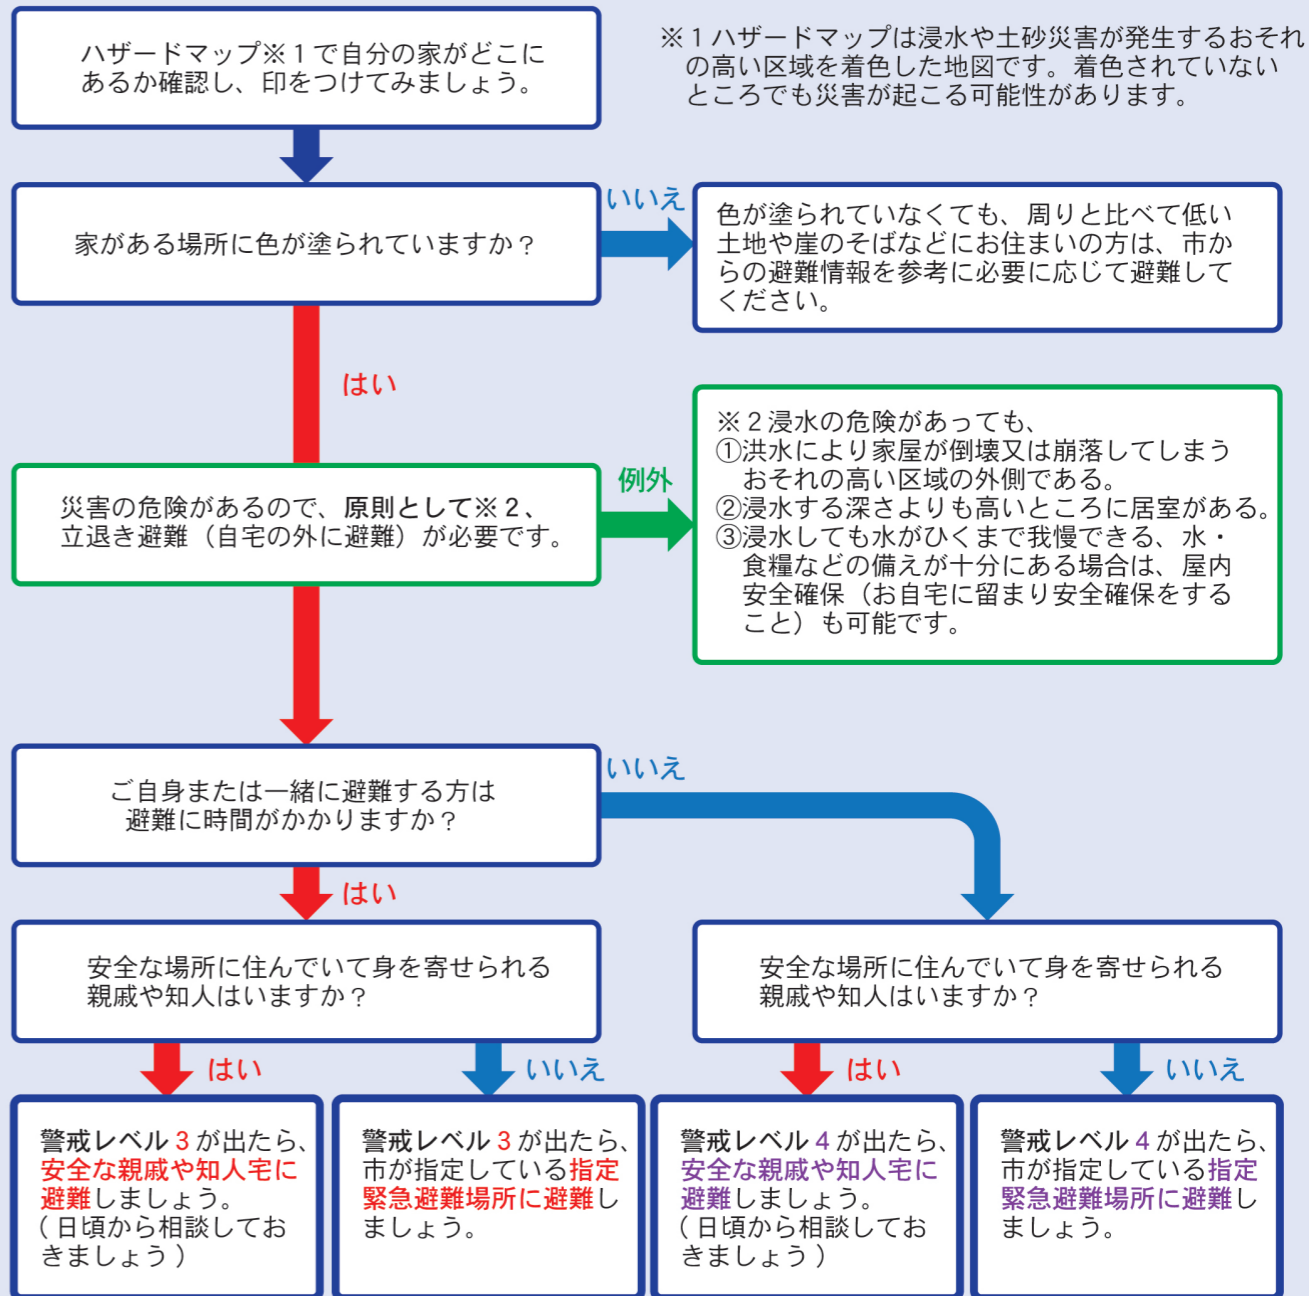 ハザードマップ※1で自分の家がどこに
あるか確認し、印をつけてみましょう。
※1ハザードマップは浸水や土砂災害が発生するおそれ
の高い区域を着色した地図です。着色されていない
ところでも災害が起こる可能性があります。
家がある場所に色が塗られていますか？
いいえ
色が塗られていなくても、周りと比べて低い
土地や崖のそばなどにお住まいの方は、市か
らの避難情報を参考に必要に応じて避難して
ください。
はい
災害の危険があるので、原則として※2、
立退き避難（自宅の外に避難）が必要です。
例外
※2浸水の危険があっても、
①洪水により家屋が倒壊又は崩落してしまう
おそれの高い区域の外側である。
②浸水する深さよりも高いところに居室がある。
③浸水しても水がひくまで我慢できる、水・
食糧などの備えが十分にある場合は、屋内
安全確保（お自宅に留まり安全確保をする
こと）も可能です。
ご自身または一緒に避難する方は
避難に時間がかかりますか？
いいえ
はい
安全な場所に住んでいて身を寄せられる
親戚や知人はいますか？
安全な場所に住んでいて身を寄せられる
親戚や知人はいますか？
はい
いいえ
はい
いいえ
警戒レベル3が出たら、
安全な親戚や知人宅に
避難しましょう。
(日頃から相談してお
きましょう)
警戒レベル3が出たら、
市が指定している指定
緊急避難場所に避難し
ましょう。
警戒レベル4が出たら、
安全な親戚や知人宅に
避難しましょう。
(日頃から相談してお
きましょう)
警戒レベル4が出たら、
市が指定している指定
緊急避難場所に避難し
ましょう。